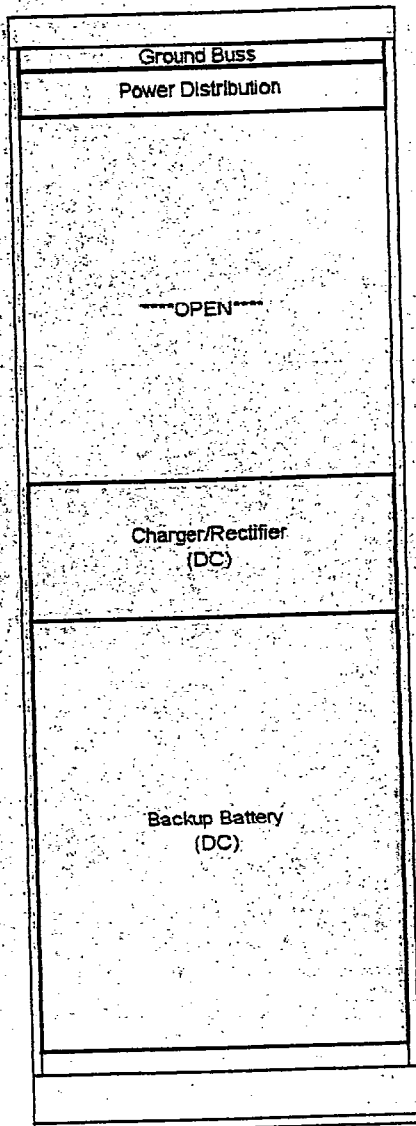 Ground Buss
Power Distribution
****OPEN****
Charger/Rectifier
(DC)
Backup Battery
(DC)